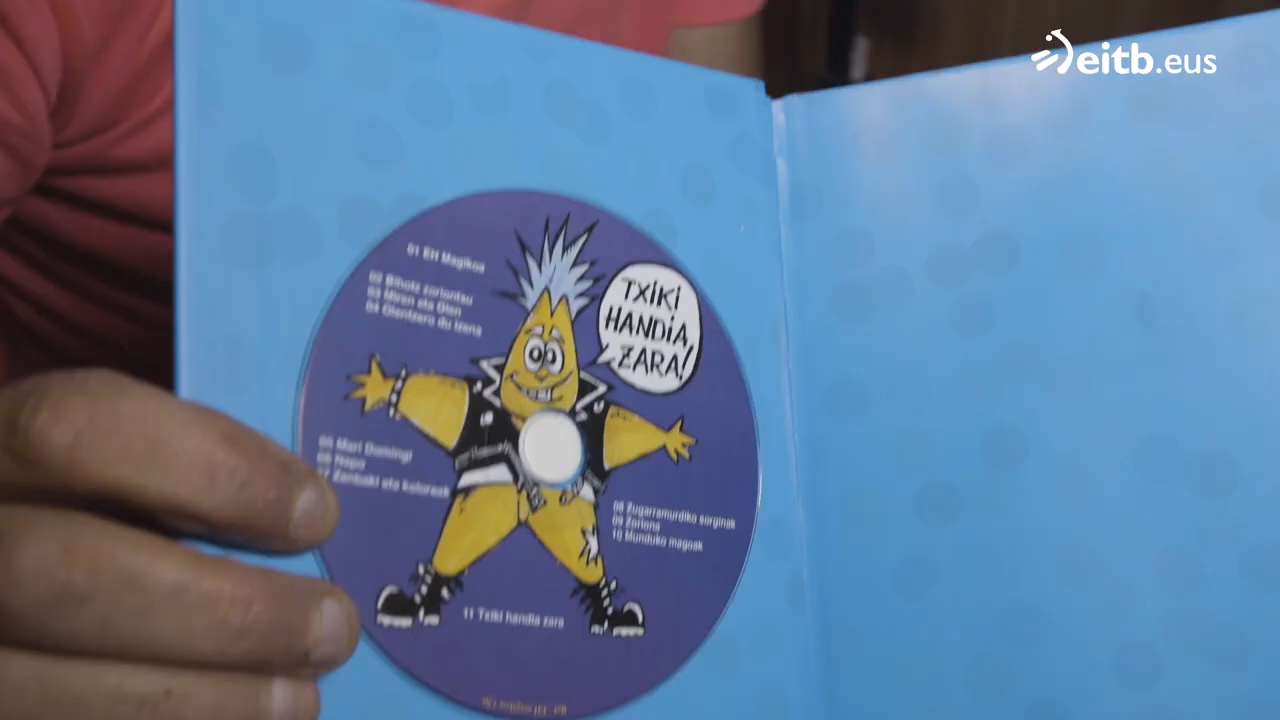 eitb.eus
01 EH Magikoa
02 Bihotz zoriontsu
03 Miren eta Olen
04 Olentzero du izena
TXIKI
HANDIA
ZARA!
05 Mari Domingi
06 Napo
07 Zenbaki eta koloreak
08 Zugarramurdiko sorginak
09 Zoriona
10 Munduko magoak
11 Txiki handia zara